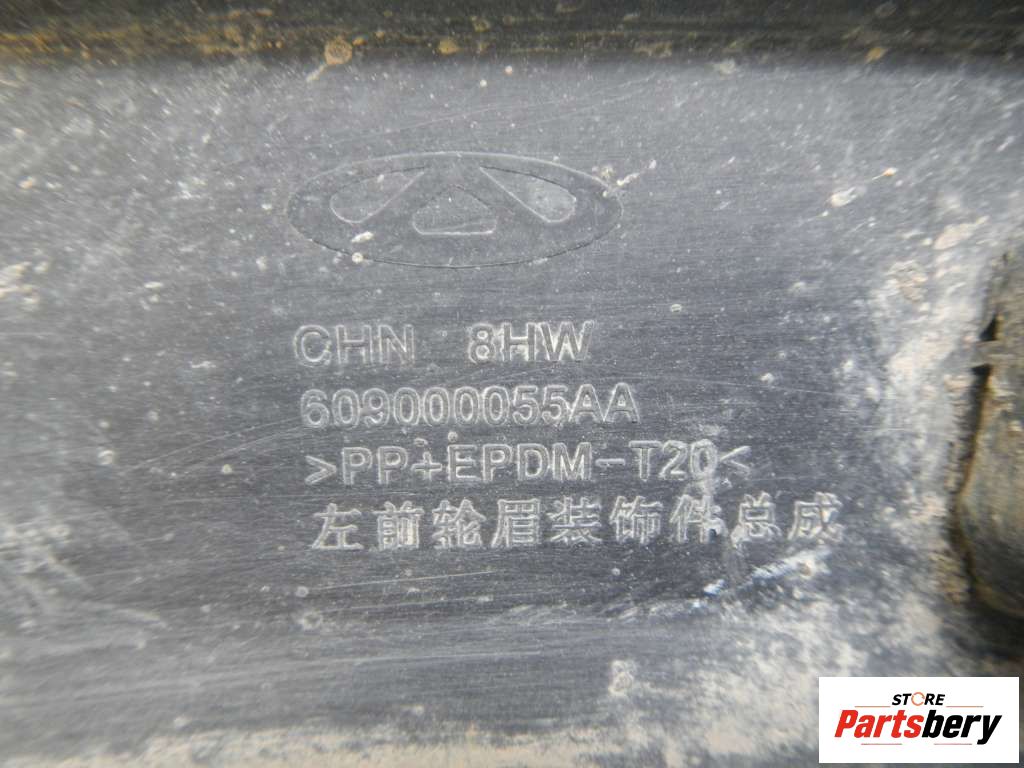 CHN 8HW
609000055AA
>PP+EPDM-T20<
左前轮眉装饰件总成
STORE
Partsbery